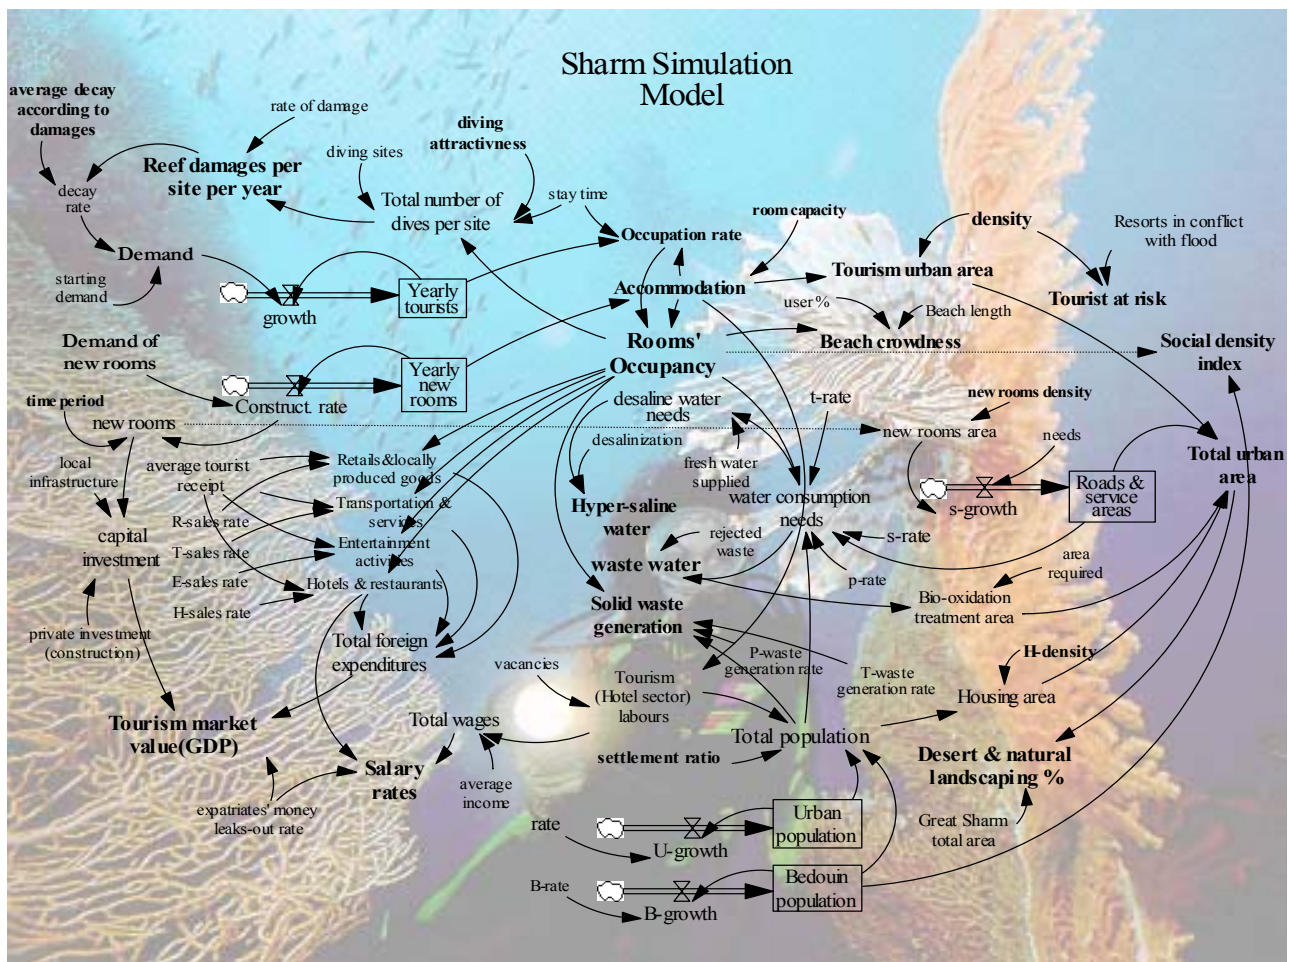 Sharm Simulation
Model
average decay
according to
damages
rate of damage
diving
attractivness
diving sites
Reef damages per
site per year
decay
rate
Total number of
dives per site
stay time
room capacity
density
Resorts in conflict
with flood
Occupation rate
Demand
starting
demand
Tourism urban area
Tourist at risk
Accommodation
Yearly
tourists
growth
user %
Beach length
Demand of
new rooms
Rooms'
Occupancy
Beach crowdness
Social density
index
Yearly
new
rooms
Construct. rate
time period
new rooms
desaline water
needs
t-rate
new rooms density
new rooms area
needs
desalinization
local
infrastructure
average tourist
receipt
Retails&locally
produced goods
fresh water
supplied
Total urban
area
Roads &
service
areas
s-growth
R-sales rate
Transportation &
services
Hyper-saline
water
water consumption
needs
capital
investment
T-sales rate
Entertainment
activities
rejected
waste
s-rate
E-sales rate
Hotels & restaurants
waste water
p-rate
area
required
H-sales rate
Solid waste
generation
Bio-oxidation
treatment area
private investment
(construction)
Total foreign
expenditures
P-waste
generation rate
H-density
vacancies
Tourism
(Hotel sector)
labours
T-waste
generation rate
Housing area
Tourism market
value(GDP)
Total wages
Total population
settlement ratio
Desert & natural
landscaping %
Salary
rates
average
income
expatriates' money
leaks-out rate
Great Sharm
total area
rate
Urban
population
U-growth
B-rate
Bedouin
population
B-growth